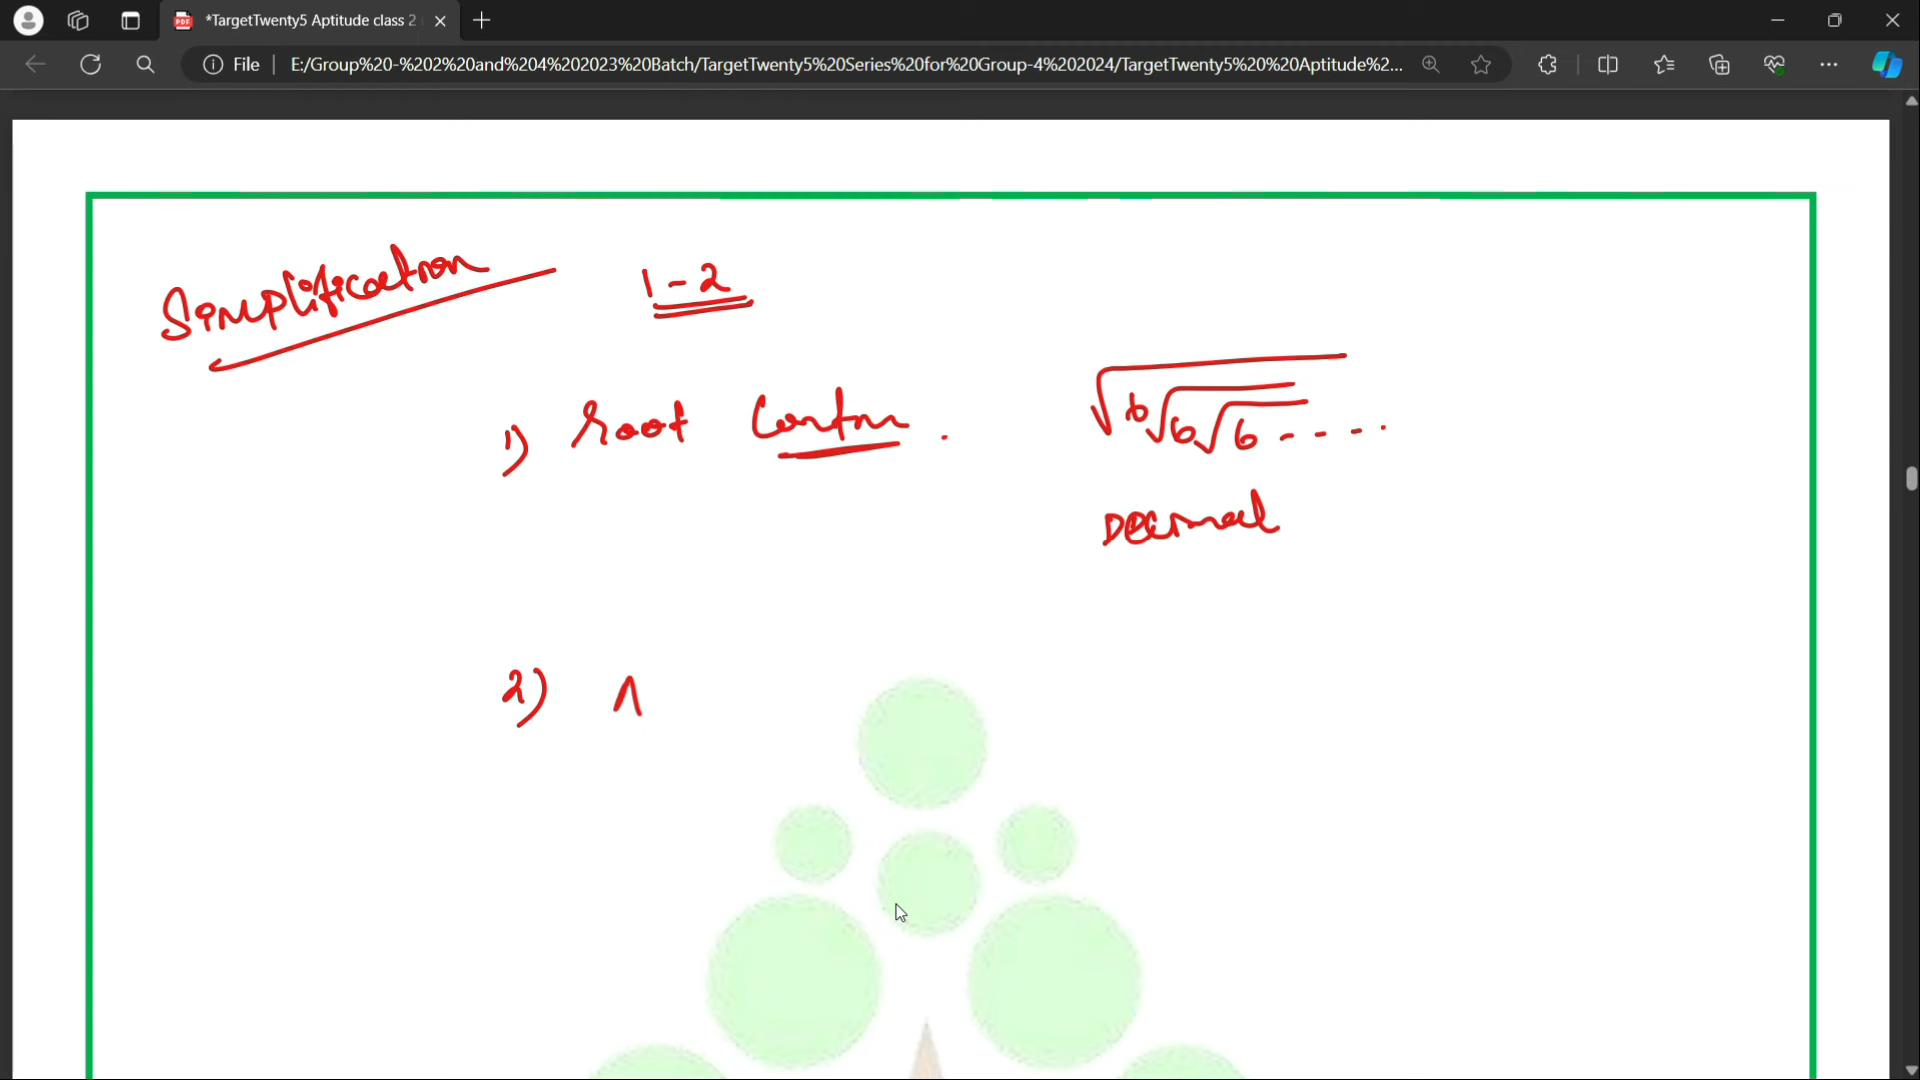 *TargetTwenty5 Aptitude class 2
File
E:/Group%20-%202%20and%204%202023%20Batch/TargetTwenty5%20Series%20for%20Group-4%202024/TargetTwenty5%20%20Aptitude%2...
Simplification 1-2
1) Root .
√6√6√6 - - - .
Decimal
2)